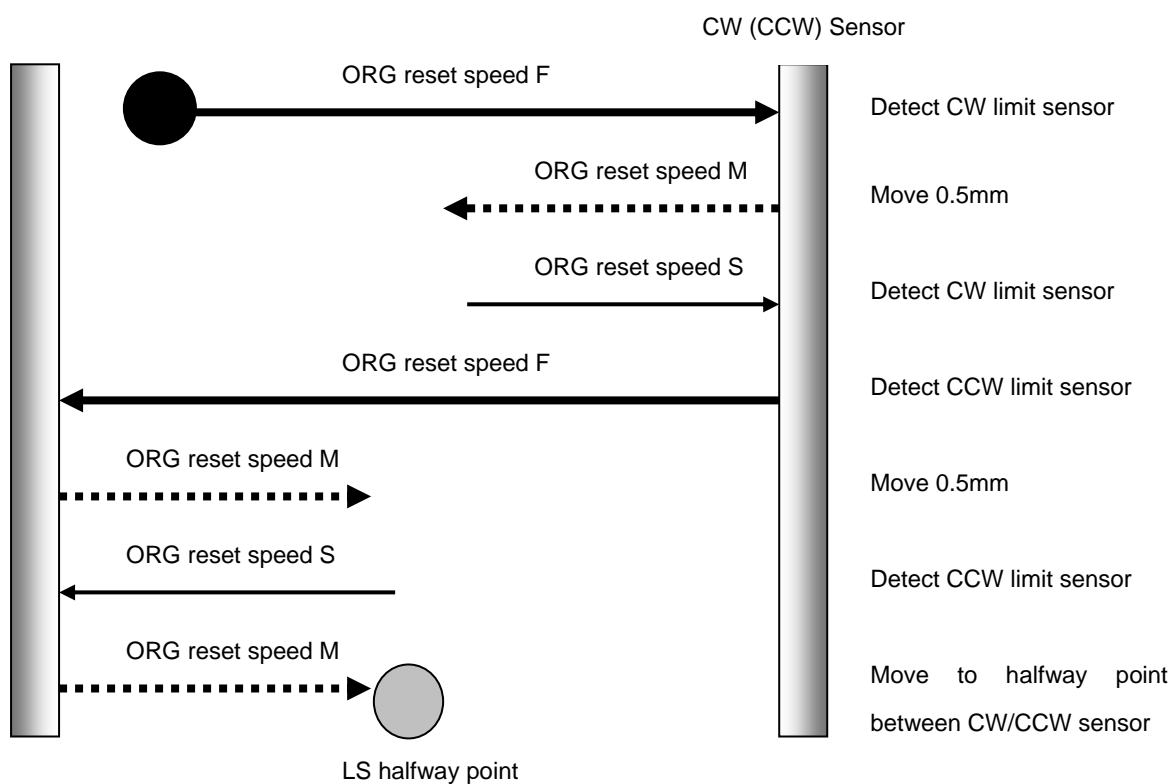 CW (CCW) Sensor
ORG reset speed F
Detect CW limit sensor
ORG reset speed M
Move 0.5mm
ORG reset speed S
Detect CW limit sensor
ORG reset speed F
Detect CCW limit sensor
ORG reset speed M
Move 0.5mm
ORG reset speed S
Detect CCW limit sensor
ORG reset speed M
Move to halfway point
between CW/CCW sensor
LS halfway point